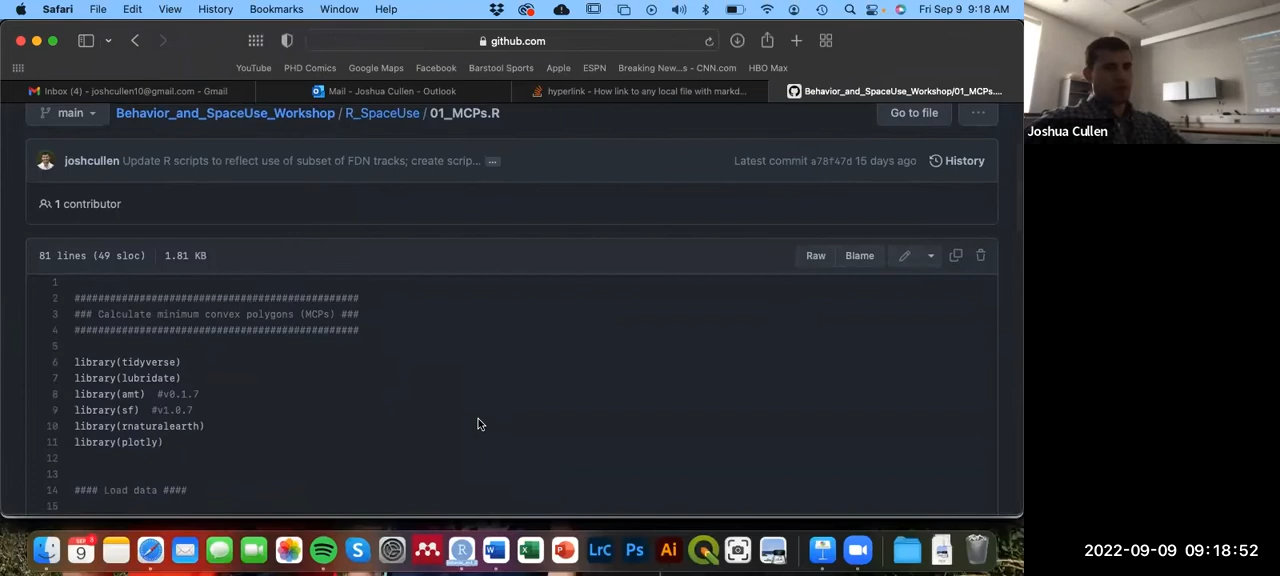 Safari File Edit View History Bookmarks Window Help Fri Sep 9 9:18 AM
github.com
YouTube PHD Comics Google Maps Facebook Barstool Sports Apple ESPN Breaking New...s - CNN.com HBO Max
Inbox (4) - joshcullen10@gmail.com - Gmail
Mail - Joshua Cullen - Outlook
hyperlink - How link to any local file with markd...
Behavior_and_SpaceUse_Workshop/01_MCPs....
main Behavior_and_SpaceUse_Workshop / R_SpaceUse / 01_MCPs.R Go to file ...
joshcullen Update R scripts to reflect use of subset of FDN tracks; create scrip... ... Latest commit a78f47d 15 days ago History
1 contributor
81 lines (49 sloc) 1.81 KB Raw Blame
1
2 ################################################
3 ### Calculate minimum convex polygons (MCPs) ###
4 ################################################
5
6 library(tidyverse)
7 library(lubridate)
8 library(amt) #v0.1.7
9 library(sf) #v1.0.7
10 library(rnaturalearth)
11 library(plotly)
12
13
14 #### Load data ####
15
Joshua Cullen
SEP
9
W
X
P
Lrc
Ps
Ai
2022-09-09 09:18:52